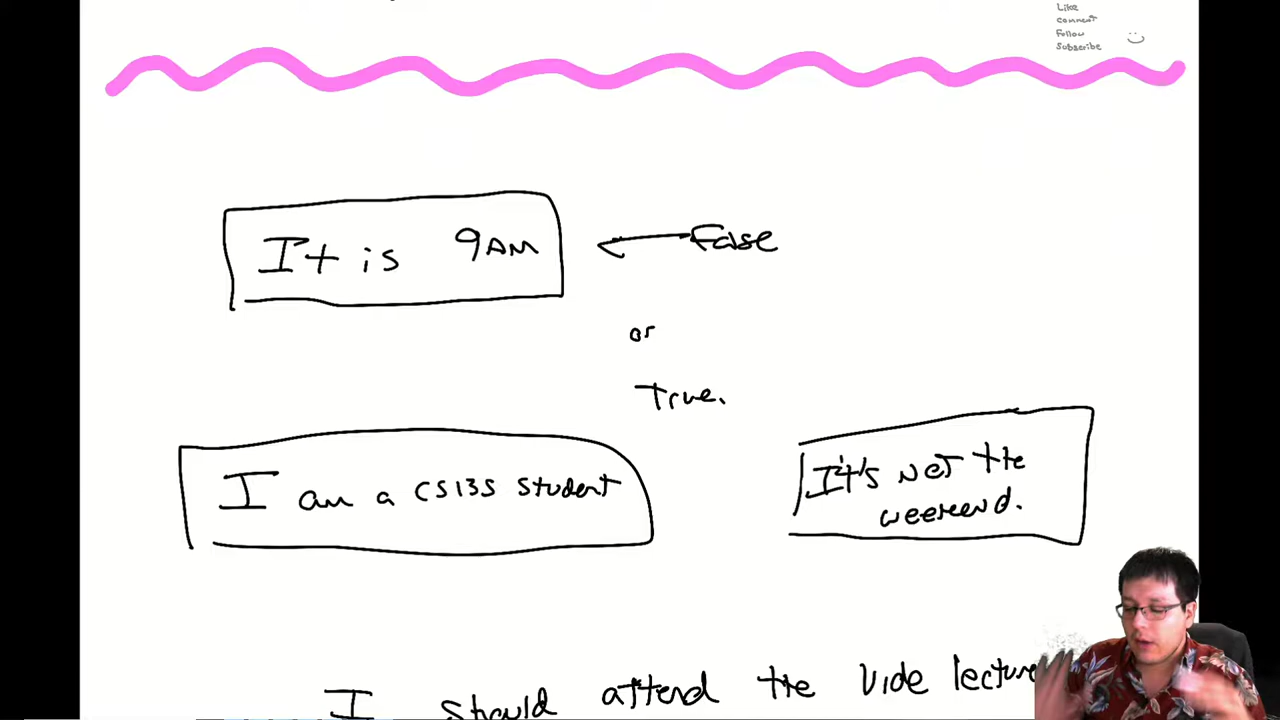 Like
comment
Follow
Subscribe
It is 9AM
False
or
True.
I am a CS135 student
It's not the
weekend.
I should attend the vide lecture